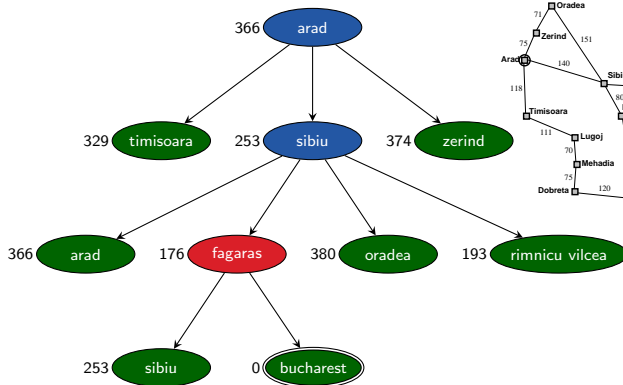 366 arad
329 timisoara 253 sibiu 374 zerind
366 arad 176 fagaras 380 oradea 193 rimnicu vilcea
253 sibiu 0 bucharest
Oradea
71
Zerind
75
151
Arad
140
118
Sibi
80
Timisoara
111
Lugoj
70
Mehadia
75
Dobreta
120